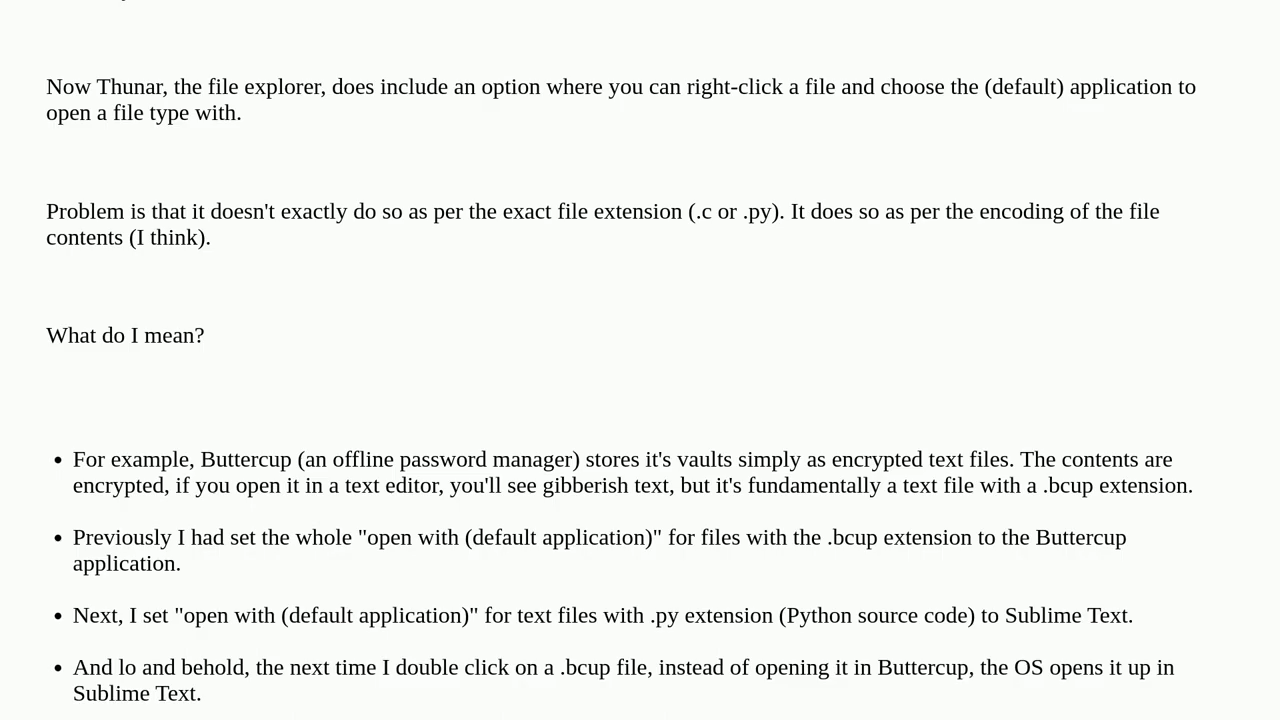 Now Thunar, the file explorer, does include an option where you can right-click a file and choose the (default) application to
open a file type with.
Problem is that it doesn't exactly do so as per the exact file extension (.c or .py). It does so as per the encoding of the file
contents (I think).
What do I mean?
• For example, Buttercup (an offline password manager) stores it's vaults simply as encrypted text files. The contents are
encrypted, if you open it in a text editor, you'll see gibberish text, but it's fundamentally a text file with a .bcup extension.
• Previously I had set the whole "open with (default application)" for files with the .bcup extension to the Buttercup
application.
• Next, I set "open with (default application)" for text files with .py extension (Python source code) to Sublime Text.
• And lo and behold, the next time I double click on a .bcup file, instead of opening it in Buttercup, the OS opens it up in
Sublime Text.